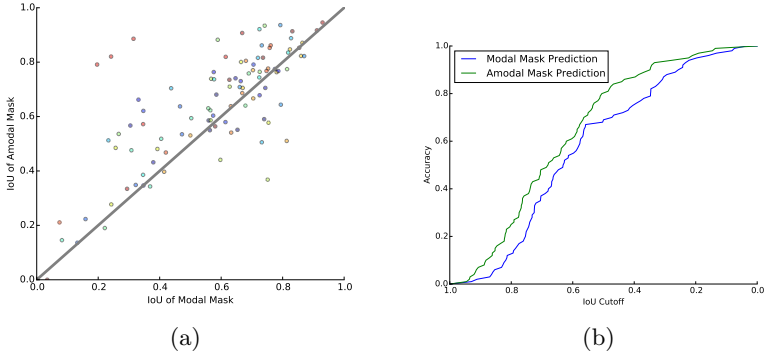 1.0
0.8
0.6
0.4
0.2
0.0
IoU of Amodal Mask
0.0 0.2 0.4 0.6 0.8 1.0
IoU of Modal Mask
(a)
1.0
0.8
0.6
0.4
0.2
0.0
Accuracy
Modal Mask Prediction
Amodal Mask Prediction
1.0 0.8 0.6 0.4 0.2 0.0
IoU Cutoff
(b)